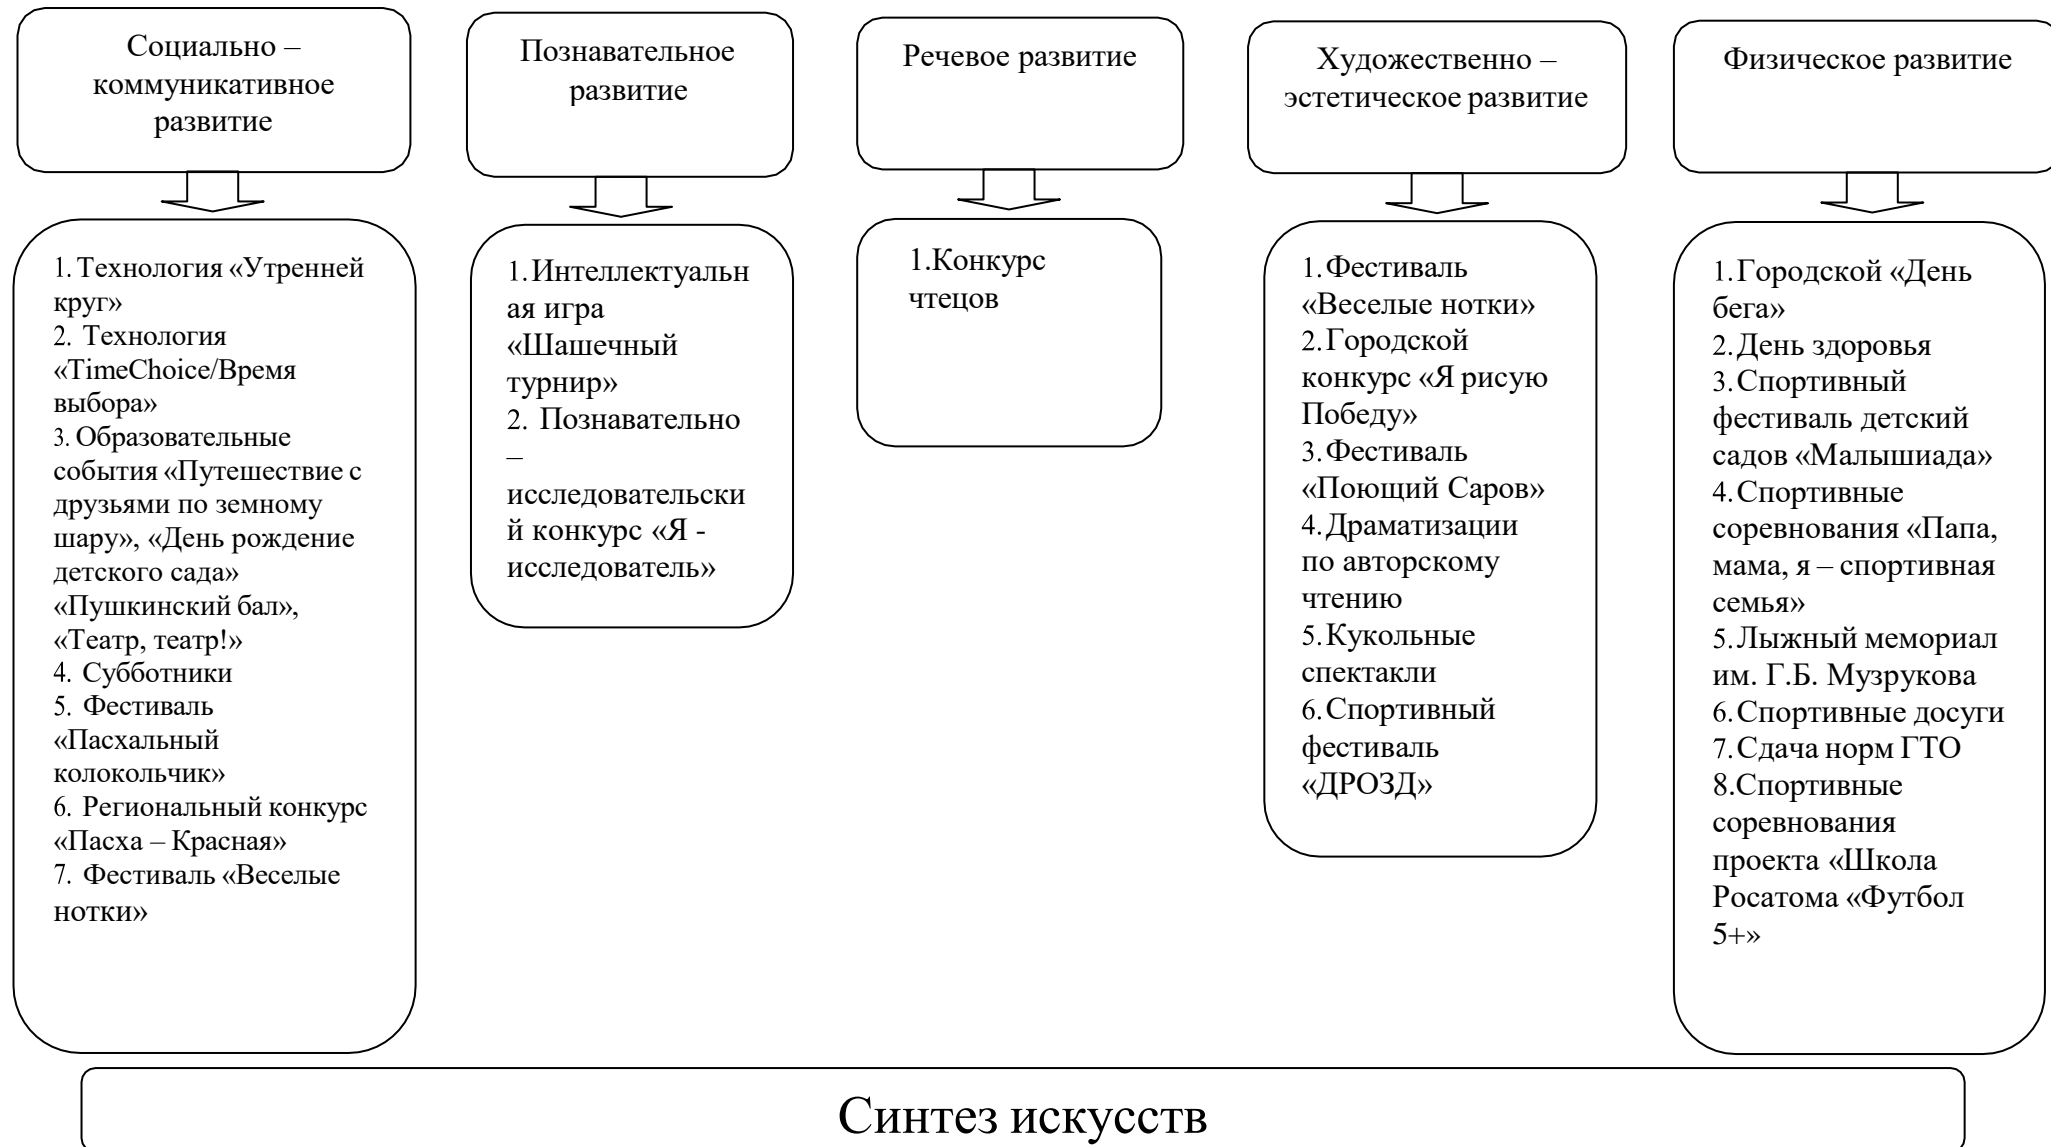 Социально –
коммуникативное
развитие
Познавательное
развитие
Речевое развитие
Художественно –
эстетическое развитие
Физическое развитие
1. Технология «Утренней
круг»
2. Технология
«TimeChoice/Время
выбора»
3. Образовательные
события «Путешествие с
друзьями по земному
шару», «День рождение
детского сада»
«Пушкинский бал»,
«Театр, театр!»
4. Субботники
5. Фестиваль
«Пасхальный
колокольчик»
6. Региональный конкурс
«Пасха – Красная»
7. Фестиваль «Веселые
нотки»
1. Интеллектуальн
ая игра
«Шашечный
турнир»
2. Познавательно
–
исследовательски
й конкурс «Я -
исследователь»
1.Конкурс
чтецов
1. Фестиваль
«Веселые нотки»
2. Городской
конкурс «Я рисую
Победу»
3. Фестиваль
«Поющий Саров»
4. Драматизации
по авторскому
чтению
5. Кукольные
спектакли
6. Спортивный
фестиваль
«ДРОЗД»
1. Городской «День
бега»
2. День здоровья
3. Спортивный
фестиваль детский
садов «Малышиада»
4. Спортивные
соревнования «Папа,
мама, я – спортивная
семья»
5. Лыжный мемориал
им. Г.Б. Музрукова
6. Спортивные досуги
7. Сдача норм ГТО
8.Спортивные
соревнования
проекта «Школа
Росатома «Футбол
5+»
Синтез искусств